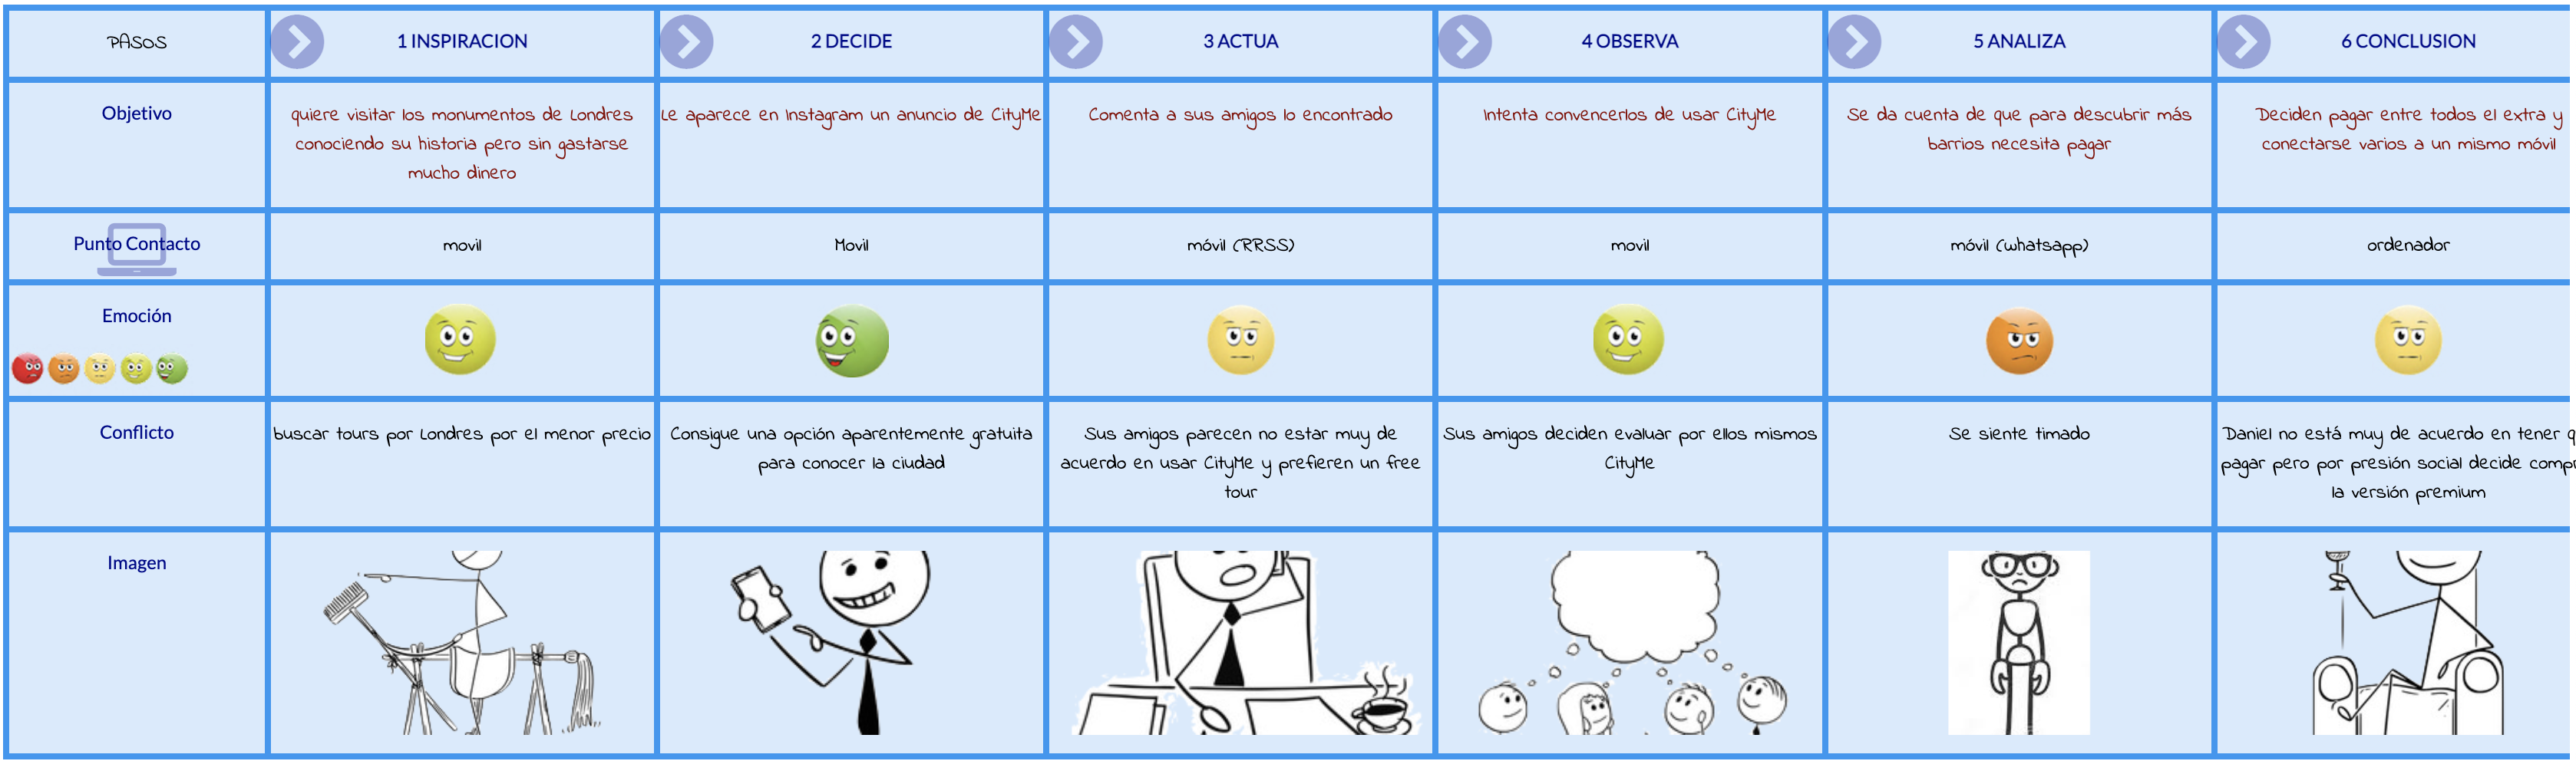 PASOS
1 INSPIRACION
2 DECIDE
3 ACTUA
4 OBSERVA
5 ANALIZA
6 CONCLUSION
Objetivo
quiere visitar los monumentos de Londres
conociendo su historia pero sin gastarse
mucho dinero
Le aparece en Instagram un anuncio de CityMe
Comenta a sus amigos lo encontrado
Intenta convencerlos de usar CityMe
Se da cuenta de que para descubrir más
barrios necesita pagar
Deciden pagar entre todos el extra y
conectarse varios a un mismo móvil
Punto Contacto
movil
Movil
móvil (RRSS)
movil
móvil (whatsapp)
ordenador
Emoción
Conflicto
buscar tours por Londres por el menor precio
Consigue una opción aparentemente gratuita
para conocer la ciudad
Sus amigos parecen no estar muy de
acuerdo en usar CityMe y prefieren un free
tour
Sus amigos deciden evaluar por ellos mismos
CityMe
Se siente timado
Daniel no está muy de acuerdo en tener
pagar pero por presión social decide
la versión premium
Imagen